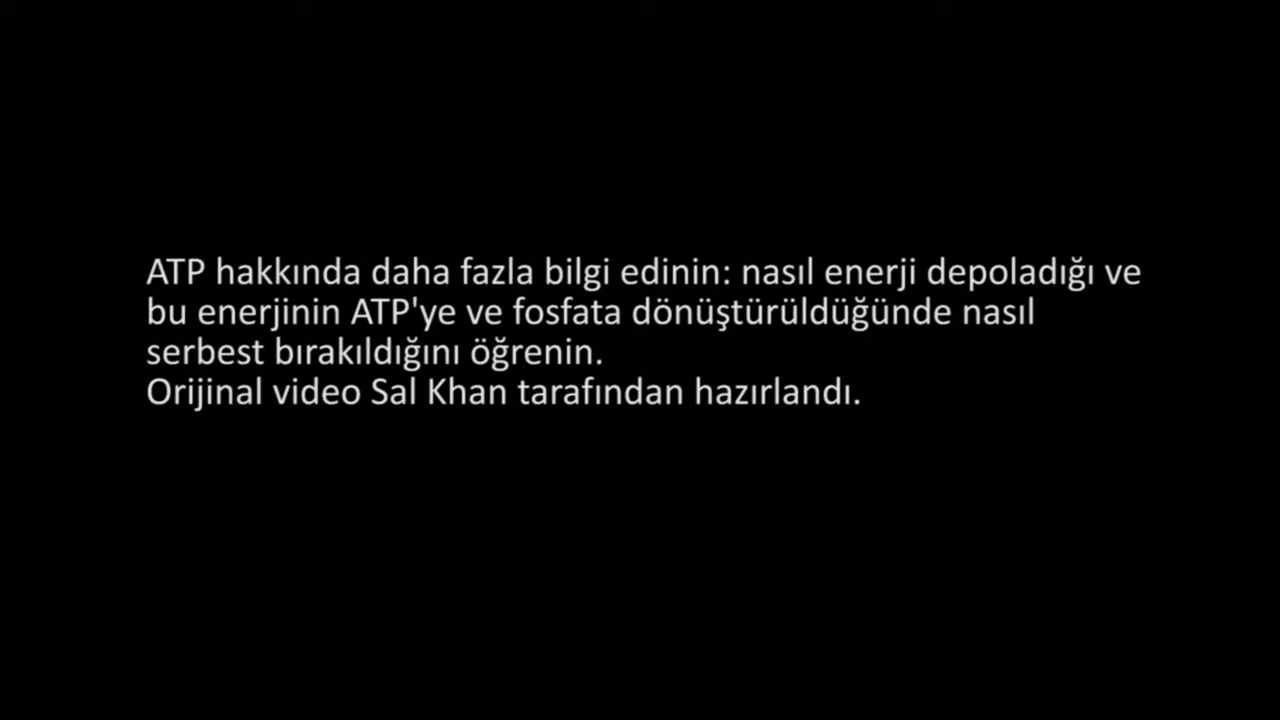 ATP hakkında daha fazla bilgi edinin: nasıl enerji depoladığı ve
bu enerjinin ATP'ye ve fosfata dönüştürüldüğünde nasıl
serbest bırakıldığını öğrenin.
Orijinal video Sal Khan tarafından hazırlandı.